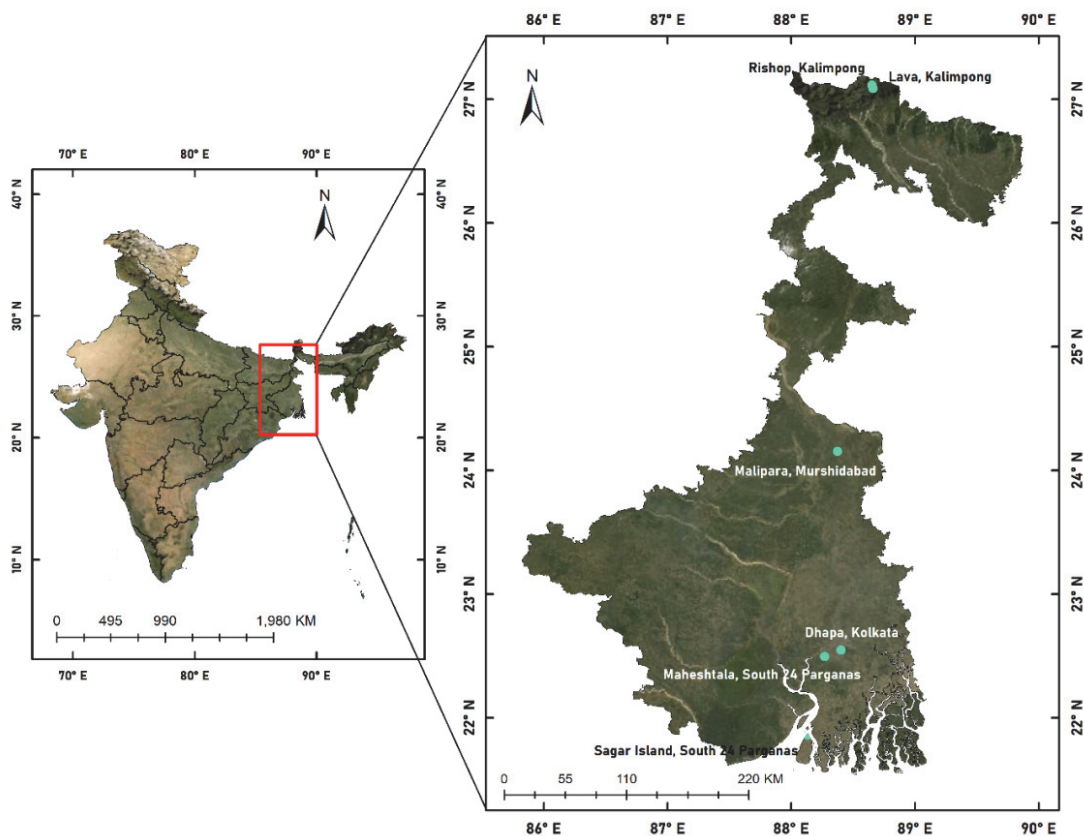 86° E 87° E 88° E 89° E 90° E
Rishop, Kalimpong
Lava, Kalimpong
N
27° N 27° N
26° N 26° N
25° N 25° N
Malipara, Murshidabad
24° N 24° N
23° N 23° N
Dhapa, Kolkata
Maheshtala, South 24 Parganas
22° N 22° N
Sagar Island, South 24 Parganas
0 55 110 220 KM
86° E 87° E 88° E 89° E 90° E
70° E 80° E 90° E
N
40° N 40° N
30° N 30° N
20° N 20° N
10° N 10° N
0 495 990 1,980 KM
70° E 80° E 90° E